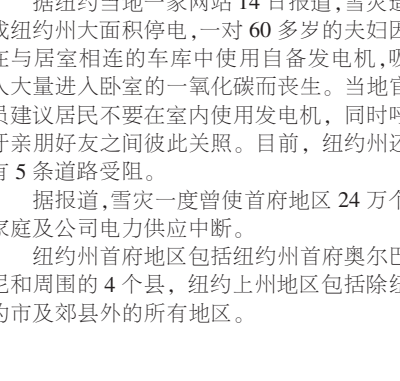 据纽约当地一家网站 14 日报道,雪灾造
成纽约州大面积停电,一对 60 多岁的夫妇因
在与居室相连的车库中使用自备发电机,吸
入大量进入卧室的一氧化碳而丧生。当地官
员建议居民不要在室内使用发电机，同时呼
吁亲朋好友之间彼此关照。目前，纽约州还
有 5 条道路受阻。
据报道,雪灾一度曾使首府地区 24 万个
家庭及公司电力供应中断。
纽约州首府地区包括纽约州首府奥尔巴
尼和周围的 4 个县，纽约上州地区包括除纽
约市及郊县外的所有地区。